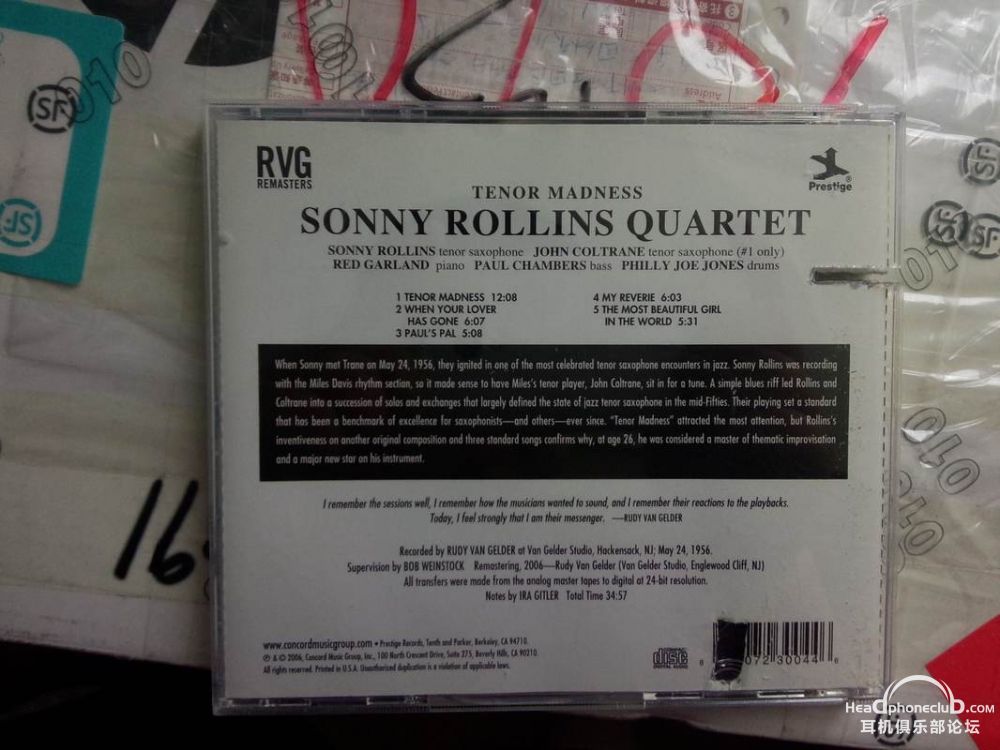 SF
010
SF
010
SF
SF
SF
010
010
010
16
Address
RVG
REMASTERS
Prestige®
TENOR MADNESS
SONNY ROLLINS QUARTET
SONNY ROLLINS tenor saxophone JOHN COLTRANE tenor saxophone (#1 only)
RED GARLAND piano PAUL CHAMBERS bass PHILLY JOE JONES drums
1 TENOR MADNESS 12:08
2 WHEN YOUR LOVER
HAS GONE 6:07
3 PAUL'S PAL 5:08
4 MY REVERIE 6:03
5 THE MOST BEAUTIFUL GIRL
IN THE WORLD 5:31
When Sonny met Trane on May 24, 1956, they ignited in one of the most celebrated tenor saxophone encounters in jazz. Sonny Rollins was recording
with the Miles Davis rhythm section, so it made sense to have Miles's tenor player, John Coltrane, sit in for a tune. A simple blues riff led Rollins and
Coltrane into a succession of solos and exchanges that largely defined the state of jazz tenor saxophone in the mid-Fifties. Their playing set a standard
that has been a benchmark of excellence for saxophonists—and others—ever since. "Tenor Madness" attracted the most attention, but Rollins's
inventiveness on another original composition and three standard songs confirms why, at age 26, he was considered a master of thematic improvisation
and a major new star on his instrument.
I remember the sessions well, I remember how the musicians wanted to sound, and I remember their reactions to the playbacks.
Today, I feel strongly that I am their messenger. —RUDY VAN GELDER
Recorded by RUDY VAN GELDER at Van Gelder Studio, Hackensack, NJ; May 24, 1956.
Supervision by BOB WEINSTOCK Remastering, 2006—Rudy Van Gelder (Van Gelder Studio, Englewood Cliff, NJ)
All transfers were made from the analog master tapes to digital at 24-bit resolution.
Notes by IRA GITLER Total Time 34:57
www.concordmusicgroup.com • Prestige Records, Tenth and Parker, Berkeley, CA 94710.
℗ & © 2006, Concord Music Group, Inc., 100 North Crescent Drive, Suite 275, Beverly Hills, CA 90210.
All rights reserved. Printed in U.S.A. Unauthorized duplication is a violation of applicable laws.
COMPACT
disc
DIGITAL AUDIO
8 072 30044 6
HeaDphonecluD.com
耳机俱乐部论坛